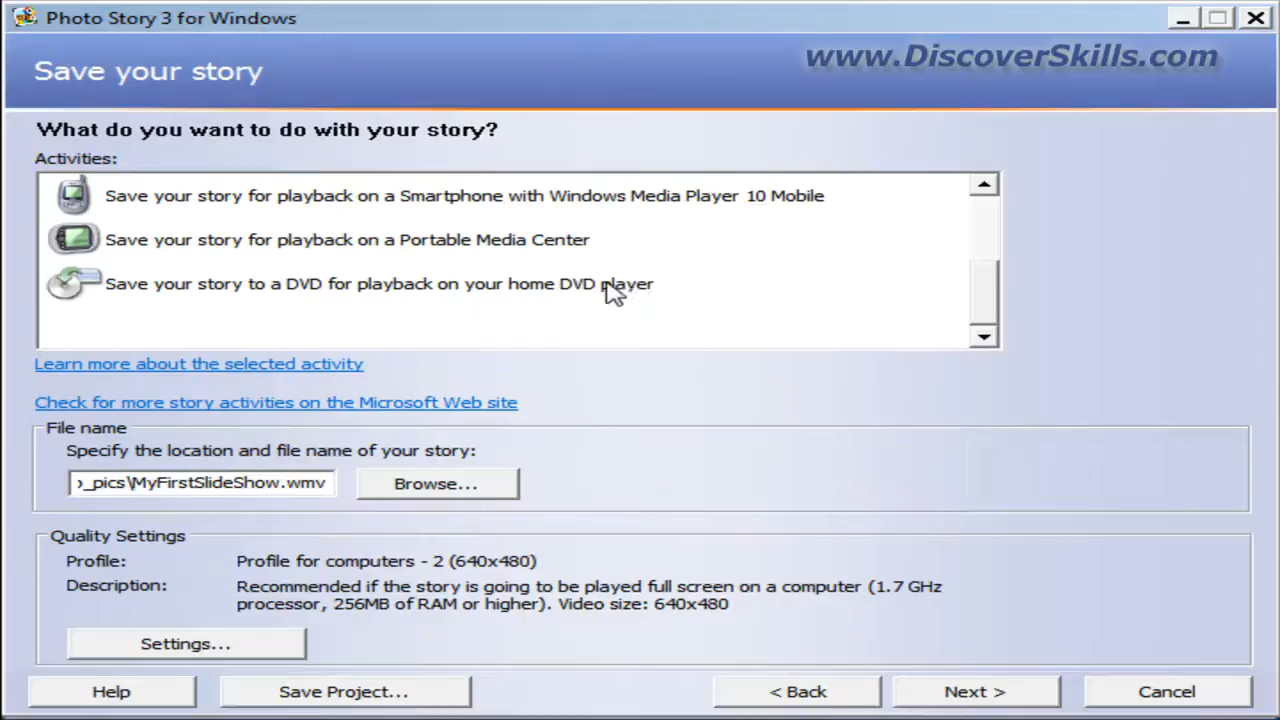 Photo Story 3 for Windows
www.DiscoverSkills.com
Save your story
What do you want to do with your story?
Activities:
Save your story for playback on a Smartphone with Windows Media Player 10 Mobile
Save your story for playback on a Portable Media Center
Save your story to a DVD for playback on your home DVD player
Learn more about the selected activity
Check for more story activities on the Microsoft Web site
File name
Specify the location and file name of your story:
_pics\MyFirstSlideShow.wmv
Browse...
Quality Settings
Profile: Profile for computers - 2 (640x480)
Description: Recommended if the story is going to be played full screen on a computer (1.7 GHz
processor, 256MB of RAM or higher). Video size: 640x480
Settings...
Help Save Project... < Back Next > Cancel